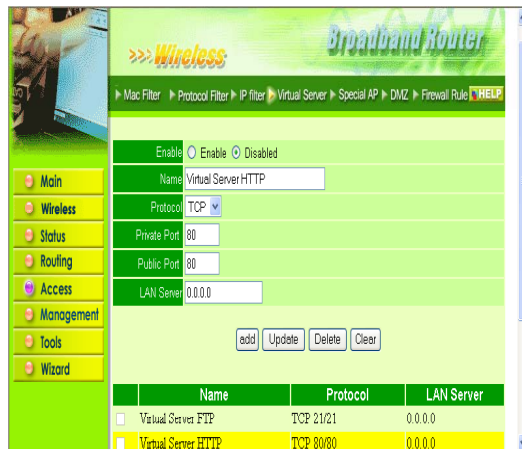 Broadband Router
>>> Wireless
Mac Filter Protocol Filter IP filter Virtual Server Special AP DMZ Firewall Rule HELP
Main
Wireless
Status
Routing
Access
Management
Tools
Wizard
Enable Enable Disabled
Name Virtual Server HTTP
Protocol TCP
Private Port 80
Public Port 80
LAN Server 0.0.0.0
add Update Delete Clear
Name Protocol LAN Server
Virtual Server FTP TCP 21/21 0.0.0.0
Virtual Server HTTP TCP 80/80 0.0.0.0